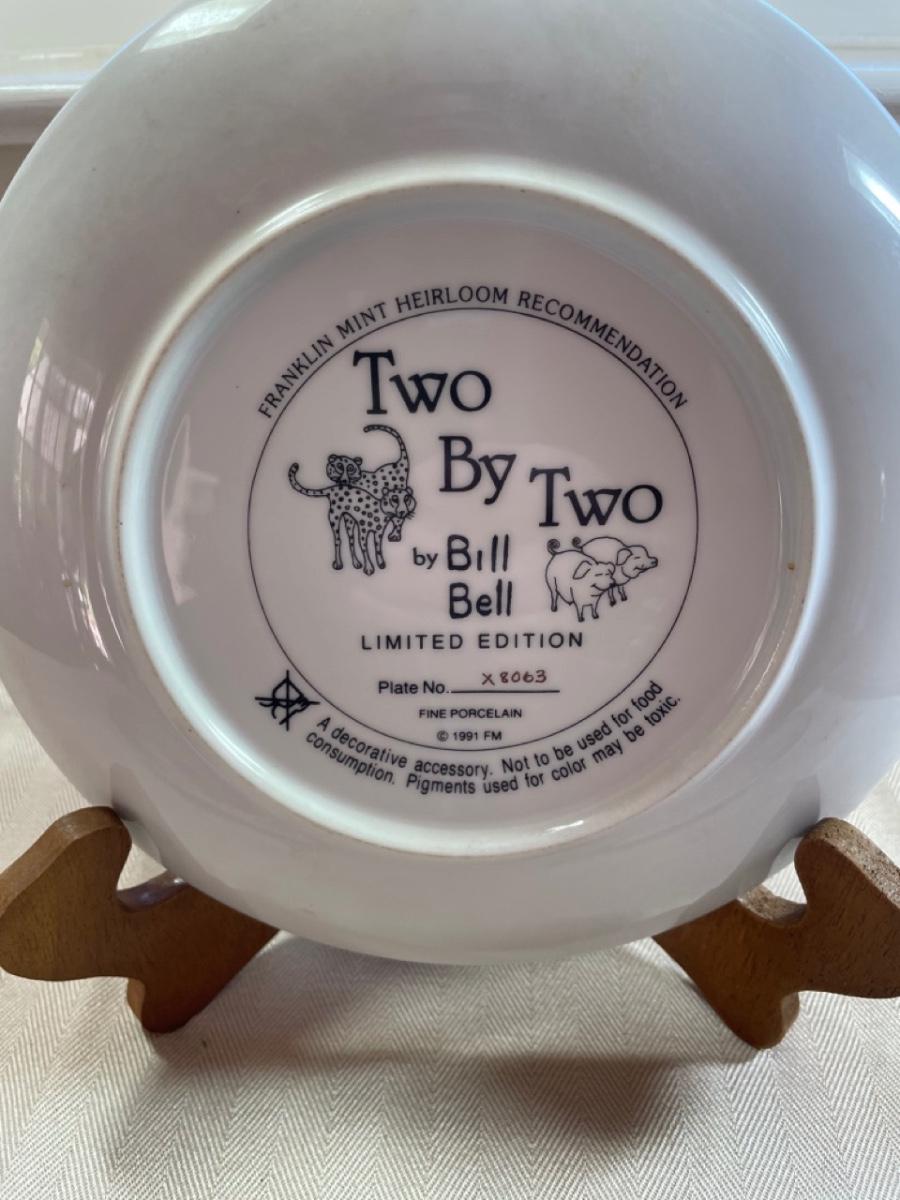 FRANKLIN MINT HEIRLOOM RECOMMENDATION
Two
By
Two
by Bill
Bell
LIMITED EDITION
Plate No. X8063
FINE PORCELAIN
© 1991 FM
A decorative accessory. Not to be used for food
consumption. Pigments used for color may be toxic.